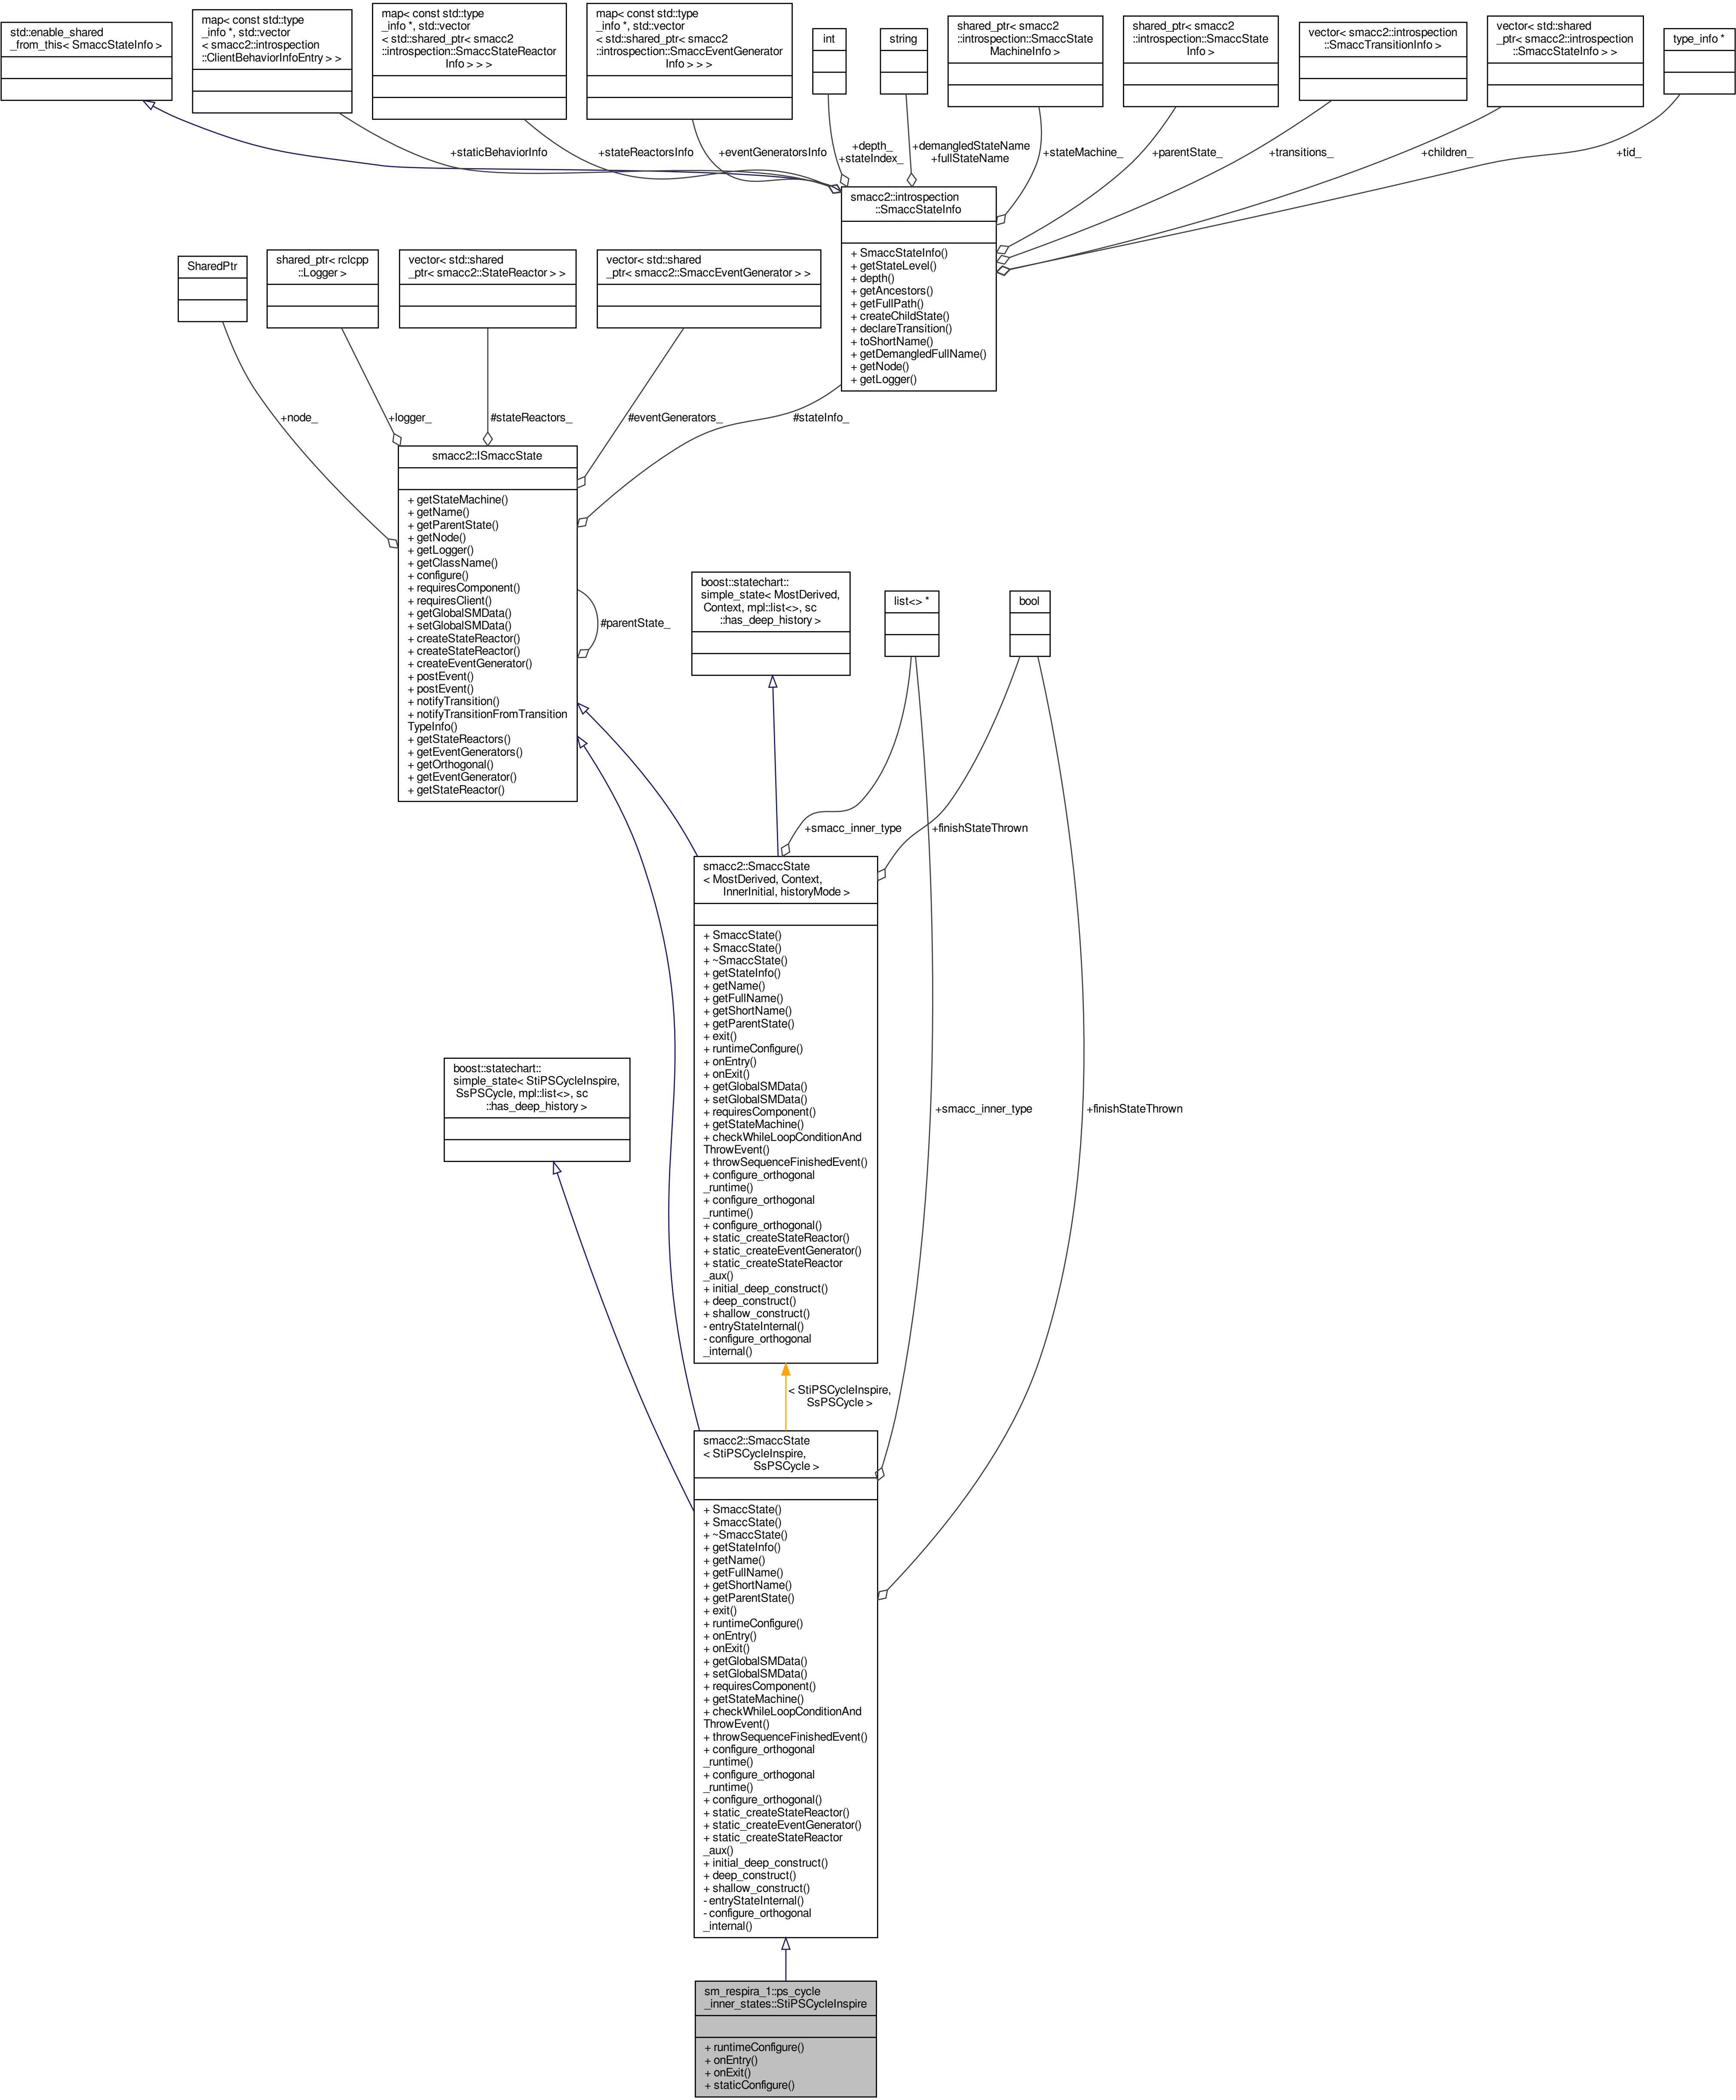 std::enable_shared
_from_this< SmaccStateInfo >
map< const std::type
_info *, std::vector
< smacc2::introspection
::ClientBehaviorInfoEntry > >
map< const std::type
_info *, std::vector
< std::shared_ptr< smacc2
::introspection::SmaccStateReactor
Info > > >
map< const std::type
_info *, std::vector
< std::shared_ptr< smacc2
::introspection::SmaccEventGenerator
Info > > >
int
string
shared_ptr< smacc2
::introspection::SmaccState
MachineInfo >
shared_ptr< smacc2
::introspection::SmaccState
Info >
vector< smacc2::introspection
::SmaccTransitionInfo >
vector< std::shared
_ptr< smacc2::introspection
::SmaccStateInfo > >
type_info *
+staticBehaviorInfo
+stateReactorsInfo
+eventGeneratorsInfo
+depth_
+stateIndex_
+demangledStateName
+fullStateName
+stateMachine_
+parentState_
+transitions_
+children_
+tid_
smacc2::introspection
::SmaccStateInfo
+ SmaccStateInfo()
+ getStateLevel()
+ depth()
+ getAncestors()
+ getFullPath()
+ createChildState()
+ declareTransition()
+ toShortName()
+ getDemangledFullName()
+ getNode()
+ getLogger()
SharedPtr
shared_ptr< rclcpp
::Logger >
vector< std::shared
_ptr< smacc2::StateReactor > >
vector< std::shared
_ptr< smacc2::SmaccEventGenerator > >
+node_
+logger_
#stateReactors_
#eventGenerators_
#stateInfo_
smacc2::ISmaccState
+ getStateMachine()
+ getName()
+ getParentState()
+ getNode()
+ getLogger()
+ getClassName()
+ configure()
+ requiresComponent()
+ requiresClient()
+ getGlobalSMData()
+ setGlobalSMData()
+ createStateReactor()
+ createStateReactor()
+ createEventGenerator()
+ postEvent()
+ postEvent()
+ notifyTransition()
+ notifyTransitionFromTransition
TypeInfo()
+ getStateReactors()
+ getEventGenerators()
+ getOrthogonal()
+ getEventGenerator()
+ getStateReactor()
#parentState_
boost::statechart::
simple_state< MostDerived,
Context, mpl::list<>, sc
::has_deep_history >
list<> *
bool
+smacc_inner_type
+finishStateThrown
smacc2::SmaccState
< MostDerived, Context,
InnerInitial, historyMode >
+ SmaccState()
+ SmaccState()
+ ~SmaccState()
+ getStateInfo()
+ getName()
+ getFullName()
+ getShortName()
+ getParentState()
+ exit()
+ runtimeConfigure()
+ onEntry()
+ onExit()
+ getGlobalSMData()
+ setGlobalSMData()
+ requiresComponent()
+ getStateMachine()
+ checkWhileLoopConditionAnd
ThrowEvent()
+ throwSequenceFinishedEvent()
+ configure_orthogonal
_runtime()
+ configure_orthogonal
_runtime()
+ configure_orthogonal()
+ static_createStateReactor()
+ static_createEventGenerator()
+ static_createStateReactor
_aux()
+ initial_deep_construct()
+ deep_construct()
+ shallow_construct()
- entryStateInternal()
- configure_orthogonal
_internal()
boost::statechart::
simple_state< StiPSCycleInspire,
SsPSCycle, mpl::list<>, sc
::has_deep_history >
+smacc_inner_type
+finishStateThrown
< StiPSCycleInspire,
SsPSCycle >
smacc2::SmaccState
< StiPSCycleInspire,
SsPSCycle >
+ SmaccState()
+ SmaccState()
+ ~SmaccState()
+ getStateInfo()
+ getName()
+ getFullName()
+ getShortName()
+ getParentState()
+ exit()
+ runtimeConfigure()
+ onEntry()
+ onExit()
+ getGlobalSMData()
+ setGlobalSMData()
+ requiresComponent()
+ getStateMachine()
+ checkWhileLoopConditionAnd
ThrowEvent()
+ throwSequenceFinishedEvent()
+ configure_orthogonal
_runtime()
+ configure_orthogonal
_runtime()
+ configure_orthogonal()
+ static_createStateReactor()
+ static_createEventGenerator()
+ static_createStateReactor
_aux()
+ initial_deep_construct()
+ deep_construct()
+ shallow_construct()
- entryStateInternal()
- configure_orthogonal
_internal()
sm_respira_1::ps_cycle
_inner_states::StiPSCycleInspire
+ runtimeConfigure()
+ onEntry()
+ onExit()
+ staticConfigure()